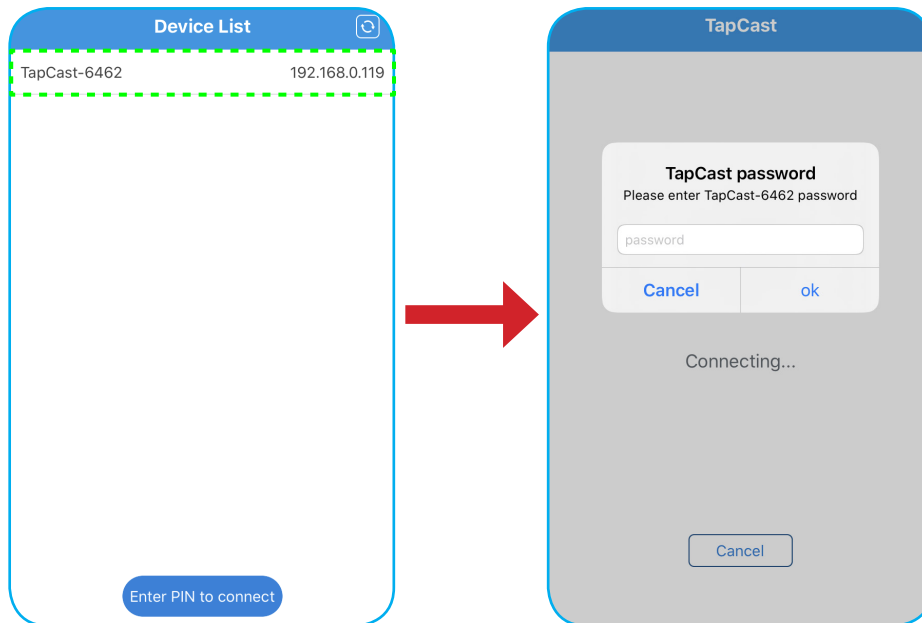 Device List
TapCast-6462 192.168.0.119
Enter PIN to connect
TapCast
TapCast password
Please enter TapCast-6462 password
password
Cancel ok
Connecting...
Cancel